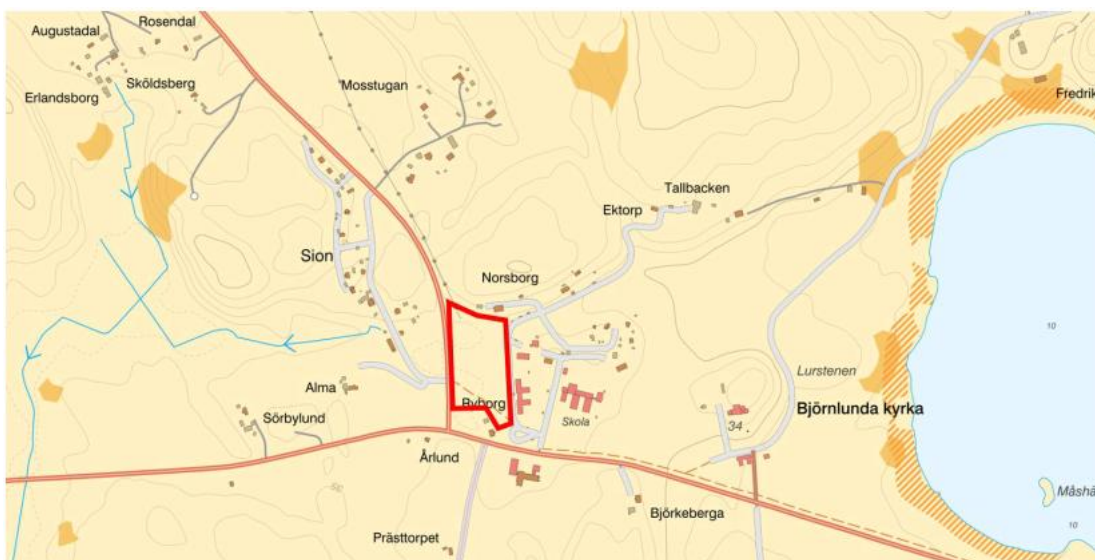 Augustadal
Rosendal
Sköldsberg
Erlandsborg
Mosstugan
Fredrik
Tallbacken
Ektorp
Sion
Norsborg
10
Lurstenen
Alma
Ryborg
Björnlunda kyrka
Sörbylund
Skola
34
Årlund
35
Måshä
Björkeberga
10
Prästtorpet